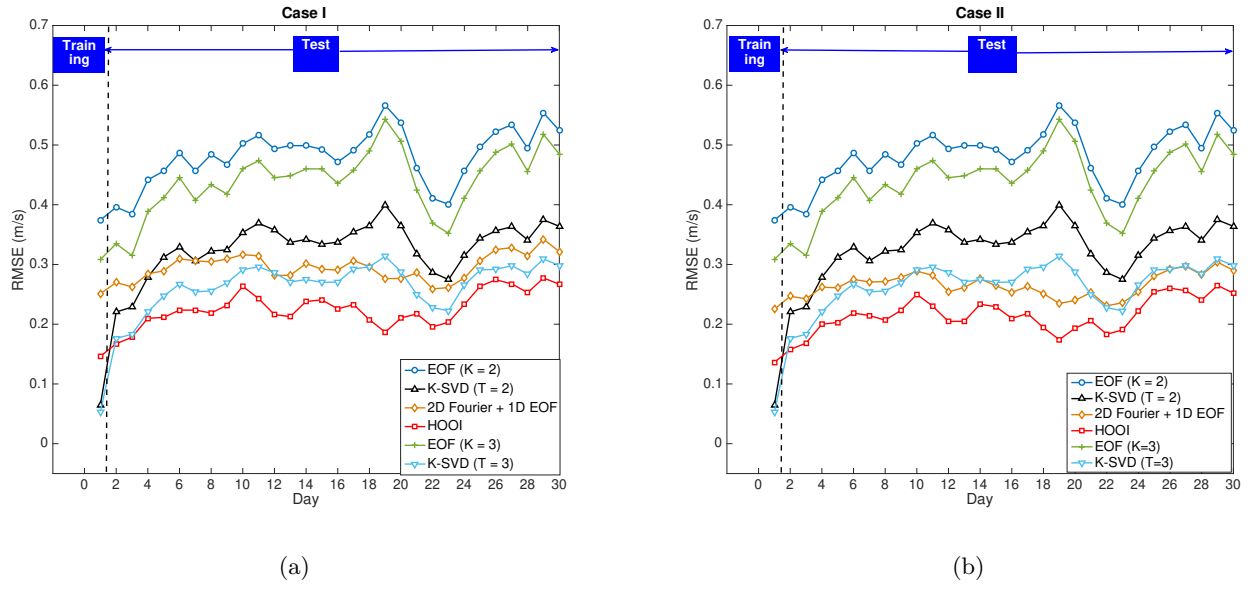 Case I
0.7
0.6
0.5
0.4
0.3
0.2
0.1
0
RMSE (m/s)
Train
ing
Test
EOF (K = 2)
K-SVD (T = 2)
2D Fourier + 1D EOF
HOOI
EOF (K = 3)
K-SVD (T = 3)
0 2 4 6 8 10 12 14 16 18 20 22 24 26 28 30
Day
(a)
Case II
0.7
0.6
0.5
0.4
0.3
0.2
0.1
0
RMSE (m/s)
Train
ing
Test
EOF (K = 2)
K-SVD (T = 2)
2D Fourier + 1D EOF
HOOI
EOF (K=3)
K-SVD (T=3)
0 2 4 6 8 10 12 14 16 18 20 22 24 26 28 30
Day
(b)